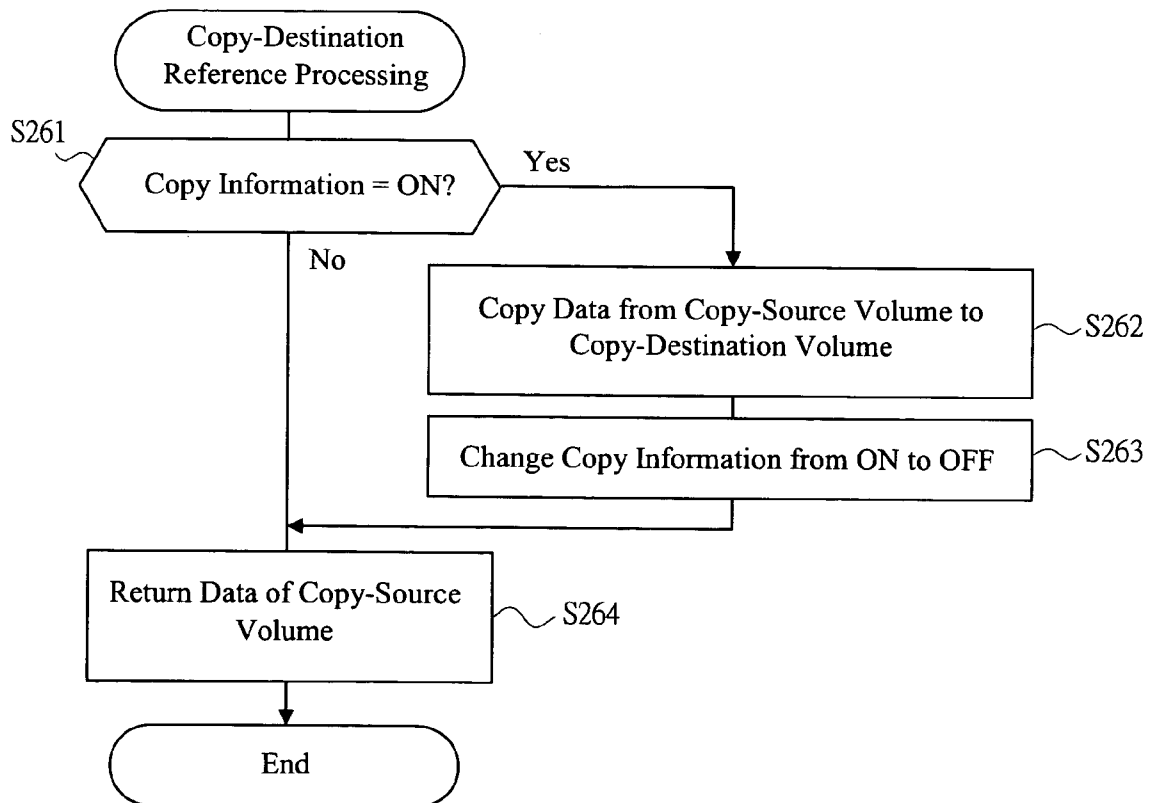 Copy-Destination
Reference Processing
S261
Copy Information = ON?
Yes
No
Copy Data from Copy-Source Volume to
Copy-Destination Volume
S262
Change Copy Information from ON to OFF
S263
Return Data of Copy-Source
Volume
S264
End